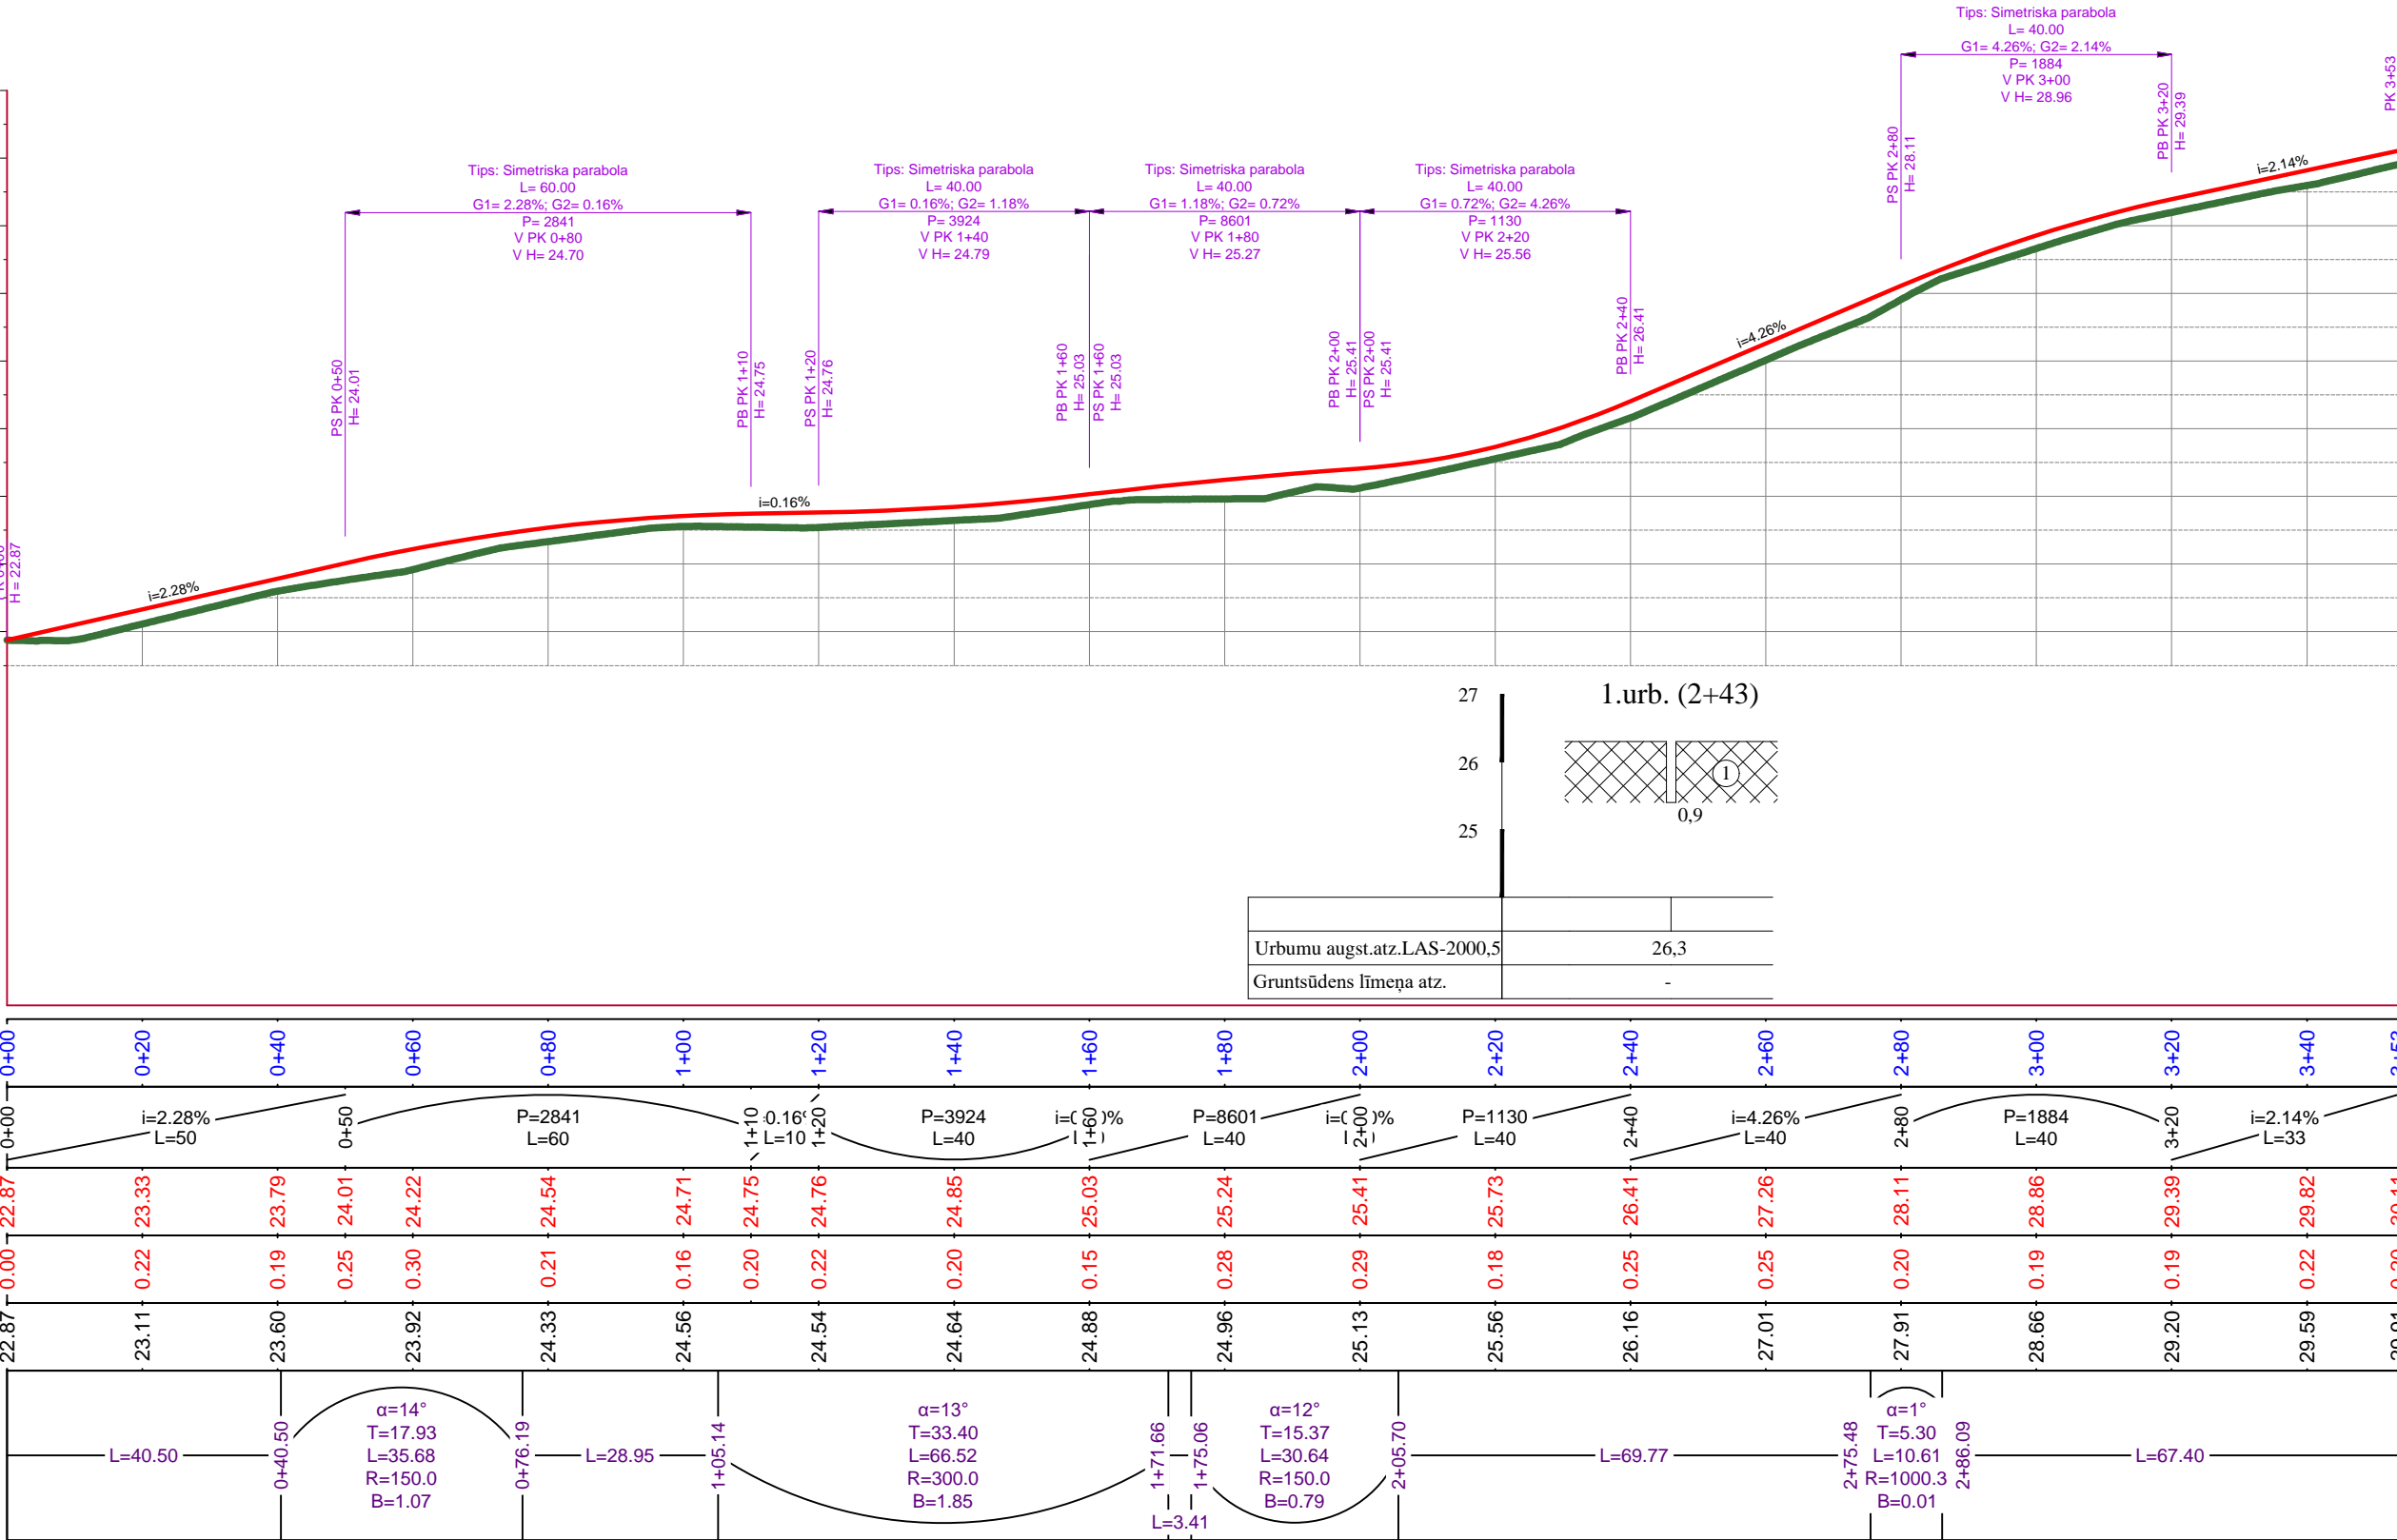 Tips: Simetriska parabola
L= 40.00
G1= 4.26%; G2= 2.14%
P= 1884
V PK 3+00
V H= 28.96
PK 3+53
PB PK 3+20
H= 29.39
PS PK 2+80
H= 28.11
i=2.14%
Tips: Simetriska parabola
L= 60.00
G1= 2.28%; G2= 0.16%
P= 2841
V PK 0+80
V H= 24.70
Tips: Simetriska parabola
L= 40.00
G1= 0.16%; G2= 1.18%
P= 3924
V PK 1+40
V H= 24.79
Tips: Simetriska parabola
L= 40.00
G1= 1.18%; G2= 0.72%
P= 8601
V PK 1+80
V H= 25.27
Tips: Simetriska parabola
L= 40.00
G1= 0.72%; G2= 4.26%
P= 1130
V PK 2+20
V H= 25.56
PS PK 0+50
H= 24.01
PB PK 1+10
H= 24.75
PS PK 1+20
H= 24.76
PB PK 1+60
H= 25.03
PS PK 1+60
H= 25.03
PB PK 2+00
H= 25.41
PS PK 2+00
H= 25.41
PB PK 2+40
H= 26.41
i=4.26%
i=0.16%
i=2.28%
H = 22.87
27
26
25
1.urb. (2+43)
1
0,9
Urbumu augst.atz.LAS-2000,5 26,3
Gruntsūdens līmeņa atz. -
0+00 0+20 0+40 0+60 0+80 1+00 1+20 1+40 1+60 1+80 2+00 2+20 2+40 2+60 2+80 3+00 3+20 3+40
0+00
i=2.28%
L=50
0+50
P=2841
L=60
1+10
L=10
1+20
P=3924
L=40
1+60
P=8601
L=40
2+00
P=1130
L=40
2+40
i=4.26%
L=40
2+80
P=1884
L=40
3+20
i=2.14%
L=33
22.87 23.33 23.79 24.01 24.22 24.54 24.71 24.75 24.76 24.85 25.03 25.24 25.41 25.73 26.41 27.26 28.11 28.86 29.39 29.82
0.00 0.22 0.19 0.25 0.30 0.21 0.16 0.20 0.22 0.20 0.15 0.28 0.29 0.18 0.25 0.25 0.20 0.19 0.19 0.22
22.87 23.11 23.60 23.92 24.33 24.56 24.54 24.64 24.88 24.96 25.13 25.56 26.16 27.01 27.91 28.66 29.20 29.59
L=40.50
0+40.50
α=14°
T=17.93
L=35.68
R=150.0
B=1.07
0+76.19
L=28.95
1+05.14
α=13°
T=33.40
L=66.52
R=300.0
B=1.85
1+71.66
L=3.41
1+75.06
α=12°
T=15.37
L=30.64
R=150.0
B=0.79
2+05.70
L=69.77
2+75.48
α=1°
T=5.30
L=10.61
R=1000.3
B=0.01
2+86.09
L=67.40